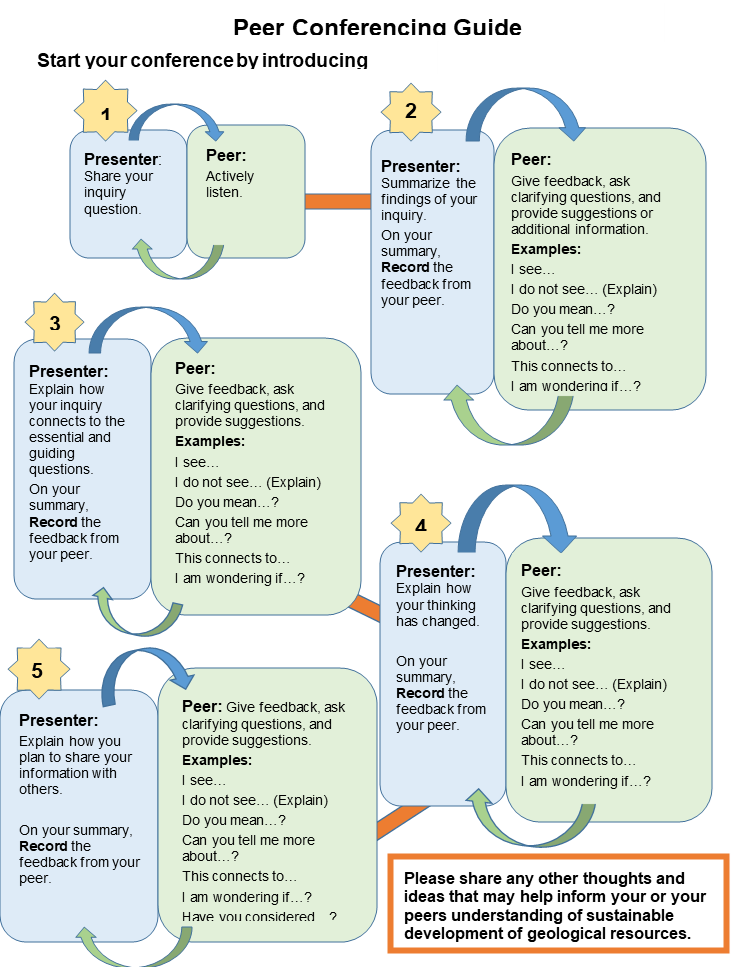 Peer Conferencing Guide
Start your conference by introducing
1
Presenter:
Share your
inquiry
question.
Peer:
Actively
listen.
2
Presenter:
Summarize the
findings of your
inquiry.
On your
summary,
Record the
feedback from
your peer.
Peer:
Give feedback, ask
clarifying questions, and
provide suggestions or
additional information.
Examples:
I see…
I do not see… (Explain)
Do you mean…?
Can you tell me more
about…?
This connects to…
I am wondering if…?
3
Presenter:
Explain how
your inquiry
connects to the
essential and
guiding
questions.
On your
summary,
Record the
feedback from
your peer.
Peer:
Give feedback, ask
clarifying questions, and
provide suggestions.
Examples:
I see…
I do not see… (Explain)
Do you mean…?
Can you tell me more
about…?
This connects to…
I am wondering if…?
4
Presenter:
Explain how
your thinking
has changed.
On your
summary,
Record the
feedback from
your peer.
Peer:
Give feedback, ask
clarifying questions, and
provide suggestions.
Examples:
I see…
I do not see… (Explain)
Do you mean…?
Can you tell me more
about…?
This connects to…
I am wondering if…?
5
Presenter:
Explain how you
plan to share your
information with
others.
On your summary,
Record the
feedback from your
peer.
Peer: Give feedback, ask
clarifying questions, and
provide suggestions.
Examples:
I see…
I do not see… (Explain)
Do you mean…?
Can you tell me more
about…?
This connects to…
I am wondering if…?
Have you considered…?
Please share any other thoughts and
ideas that may help inform your or your
peers understanding of sustainable
development of geological resources.